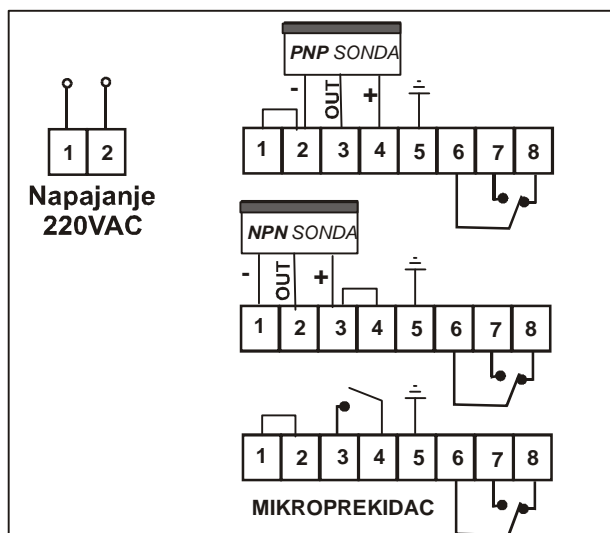 PNP SONDA
- OUT +
1 2 3 4 5 6 7 8
1 2
Napajanje
220VAC
NPN SONDA
- OUT +
1 2 3 4 5 6 7 8
1 2 3 4 5 6 7 8
MIKROPREKIDAC